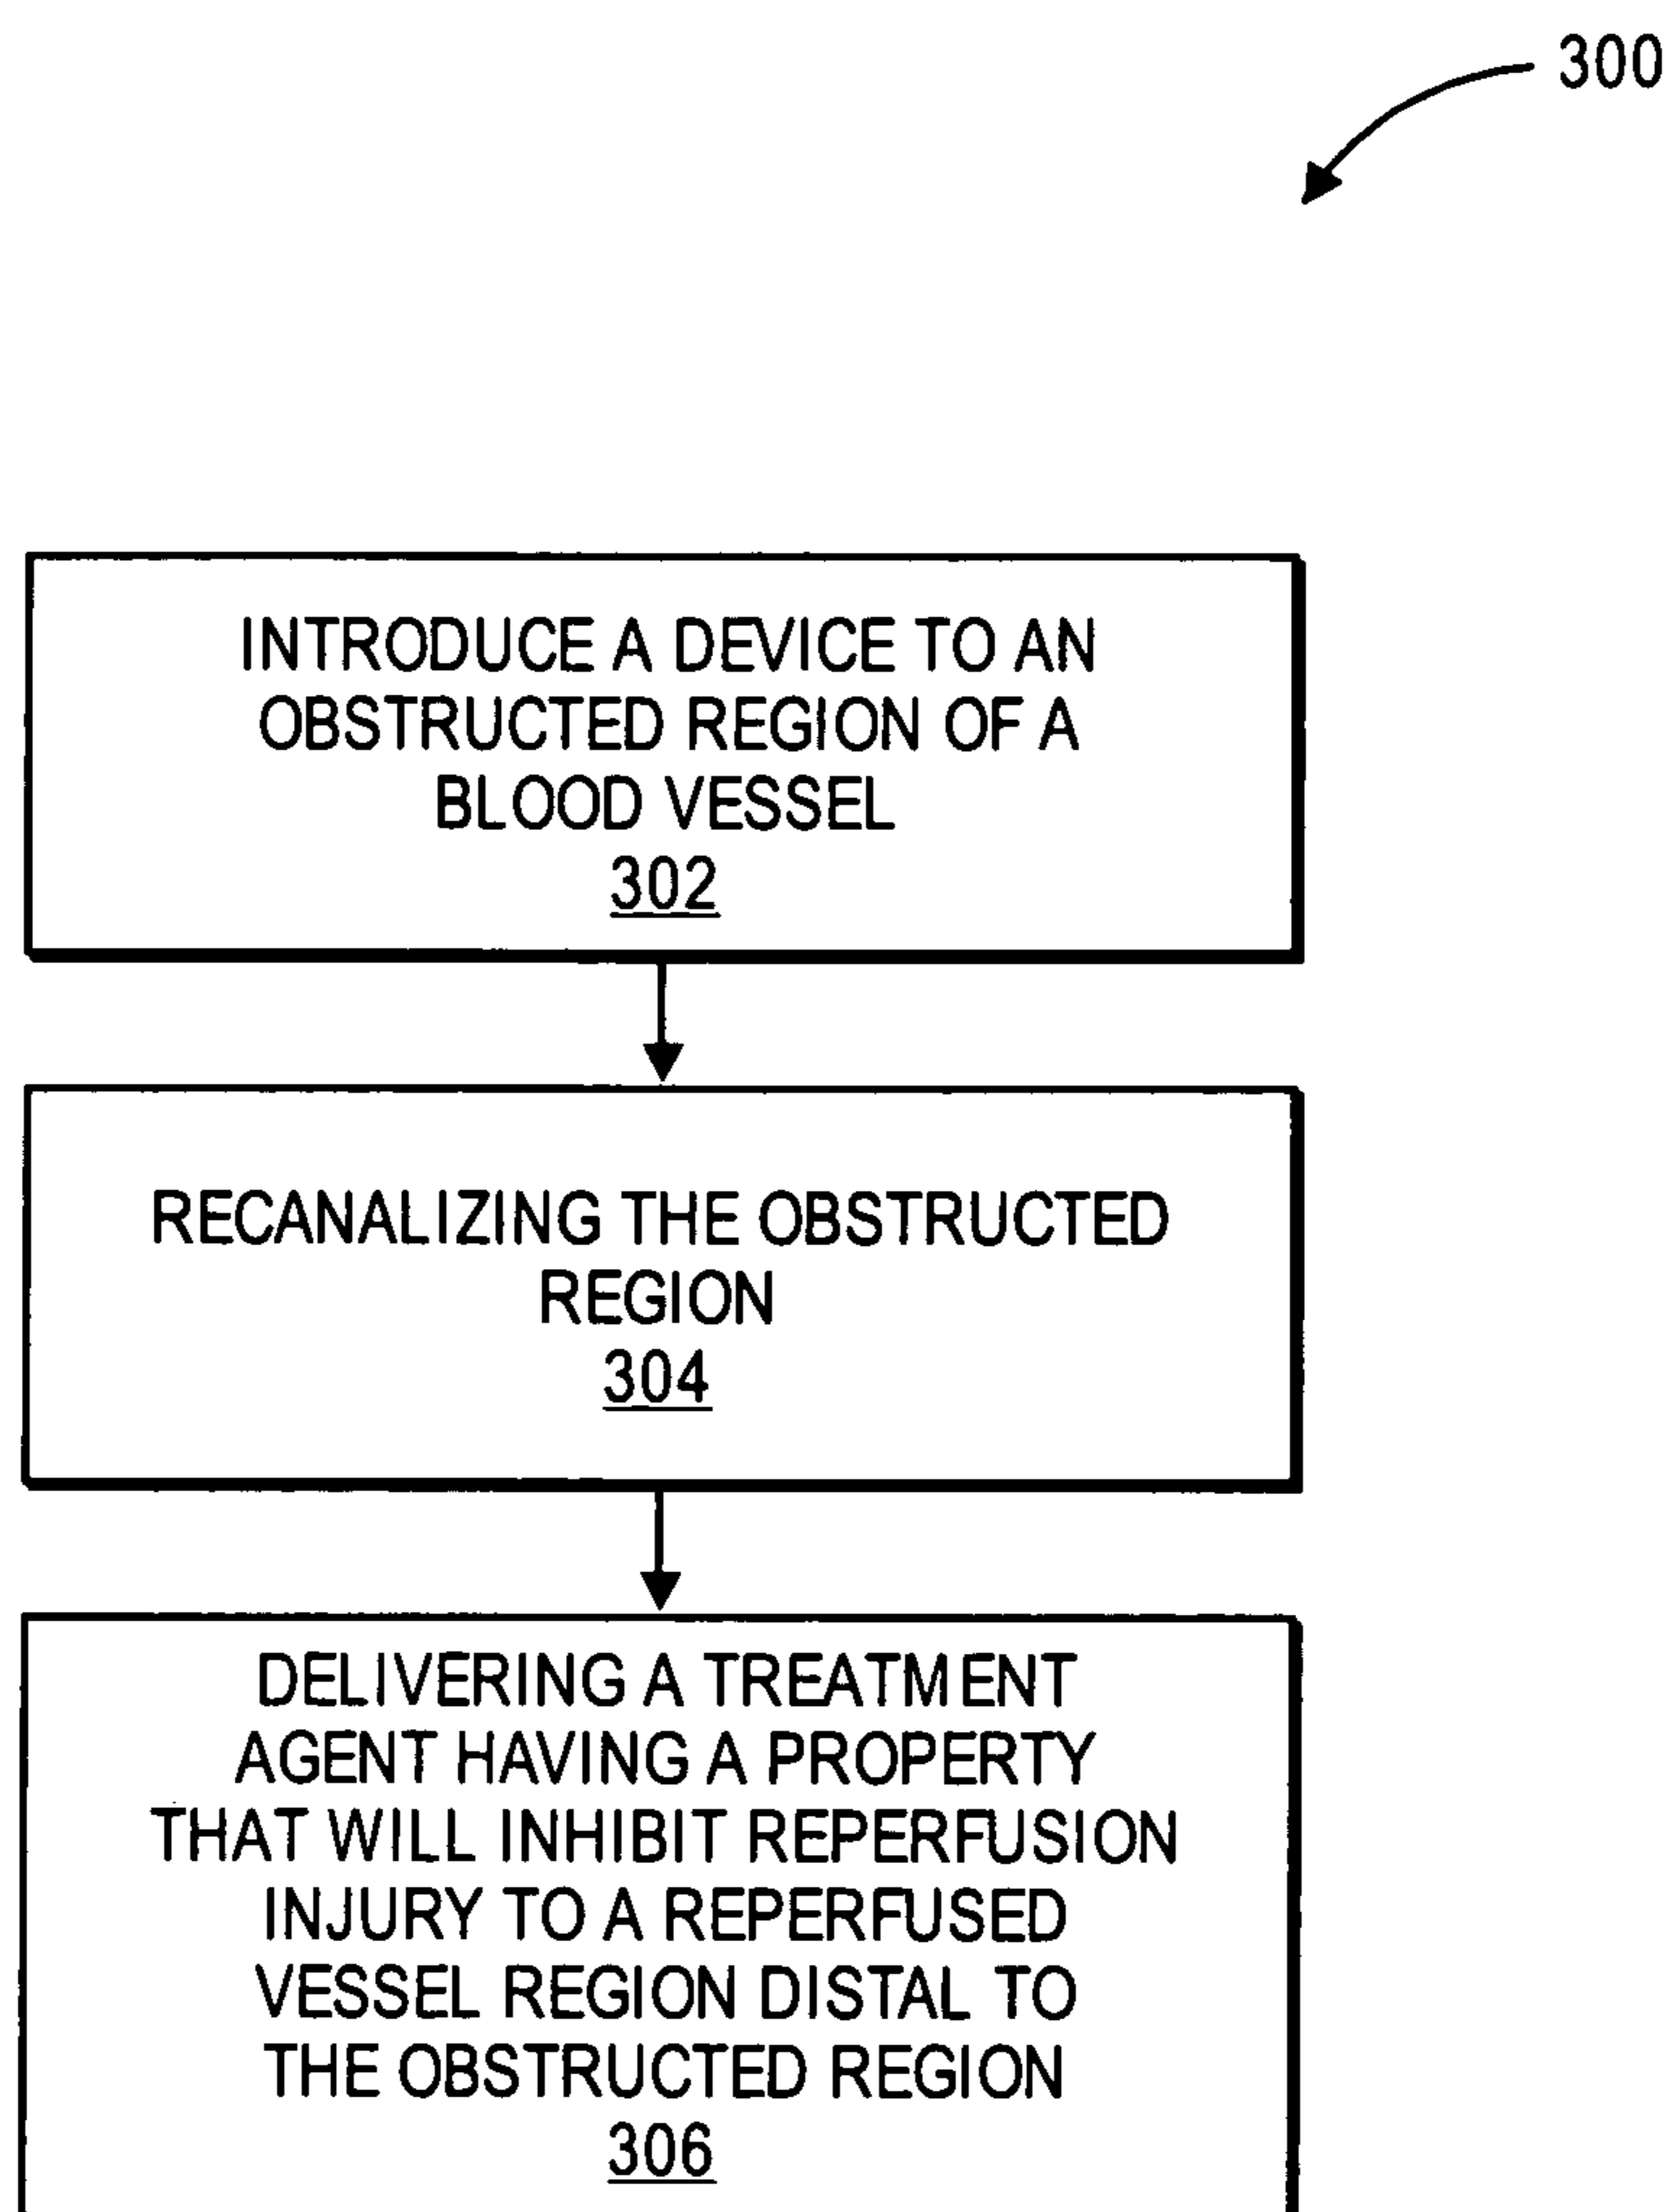 300
INTRODUCE A DEVICE TO AN
OBSTRUCTED REGION OF A
BLOOD VESSEL
302
RECANALIZING THE OBSTRUCTED
REGION
304
DELIVERING A TREATMENT
AGENT HAVING A PROPERTY
THAT WILL INHIBIT REPERFUSION
INJURY TO A REPERFUSED
VESSEL REGION DISTAL TO
THE OBSTRUCTED REGION
306